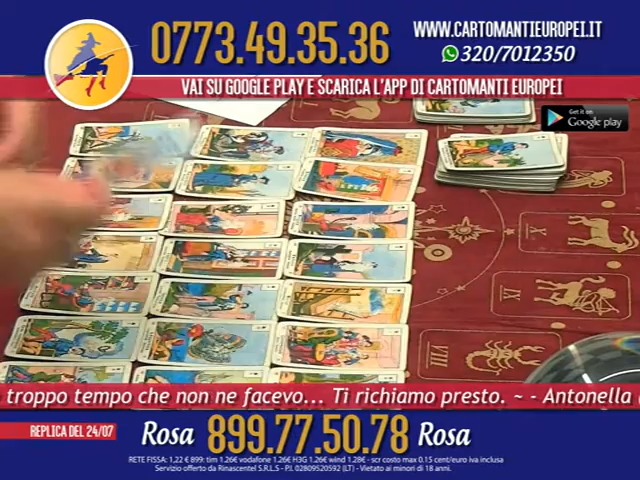 0773.49.35.36
WWW.CARTOMANTIEUROPEI.IT
320/7012350
VAI SU GOOGLE PLAY E SCARICA L'APP DI CARTOMANTI EUROPEI
Get it on
Google play
X
IX
VIII
troppo tempo che non ne facevo... Ti richiamo presto. ~ - Antonella
REPLICA DEL 24/07
Rosa 899.77.50.78 Rosa
RETE FISSA: 1,22 € 899: tim 1.26€ vodafone 1.26€ H3G 1.26€ wind 1.28€ - scr costo max 0.15 cent/euro iva inclusa
Servizio offerto da Rinascentel S.R.L.S - P.I. 02809520592 (LT) - Vietato ai minori di 18 anni.